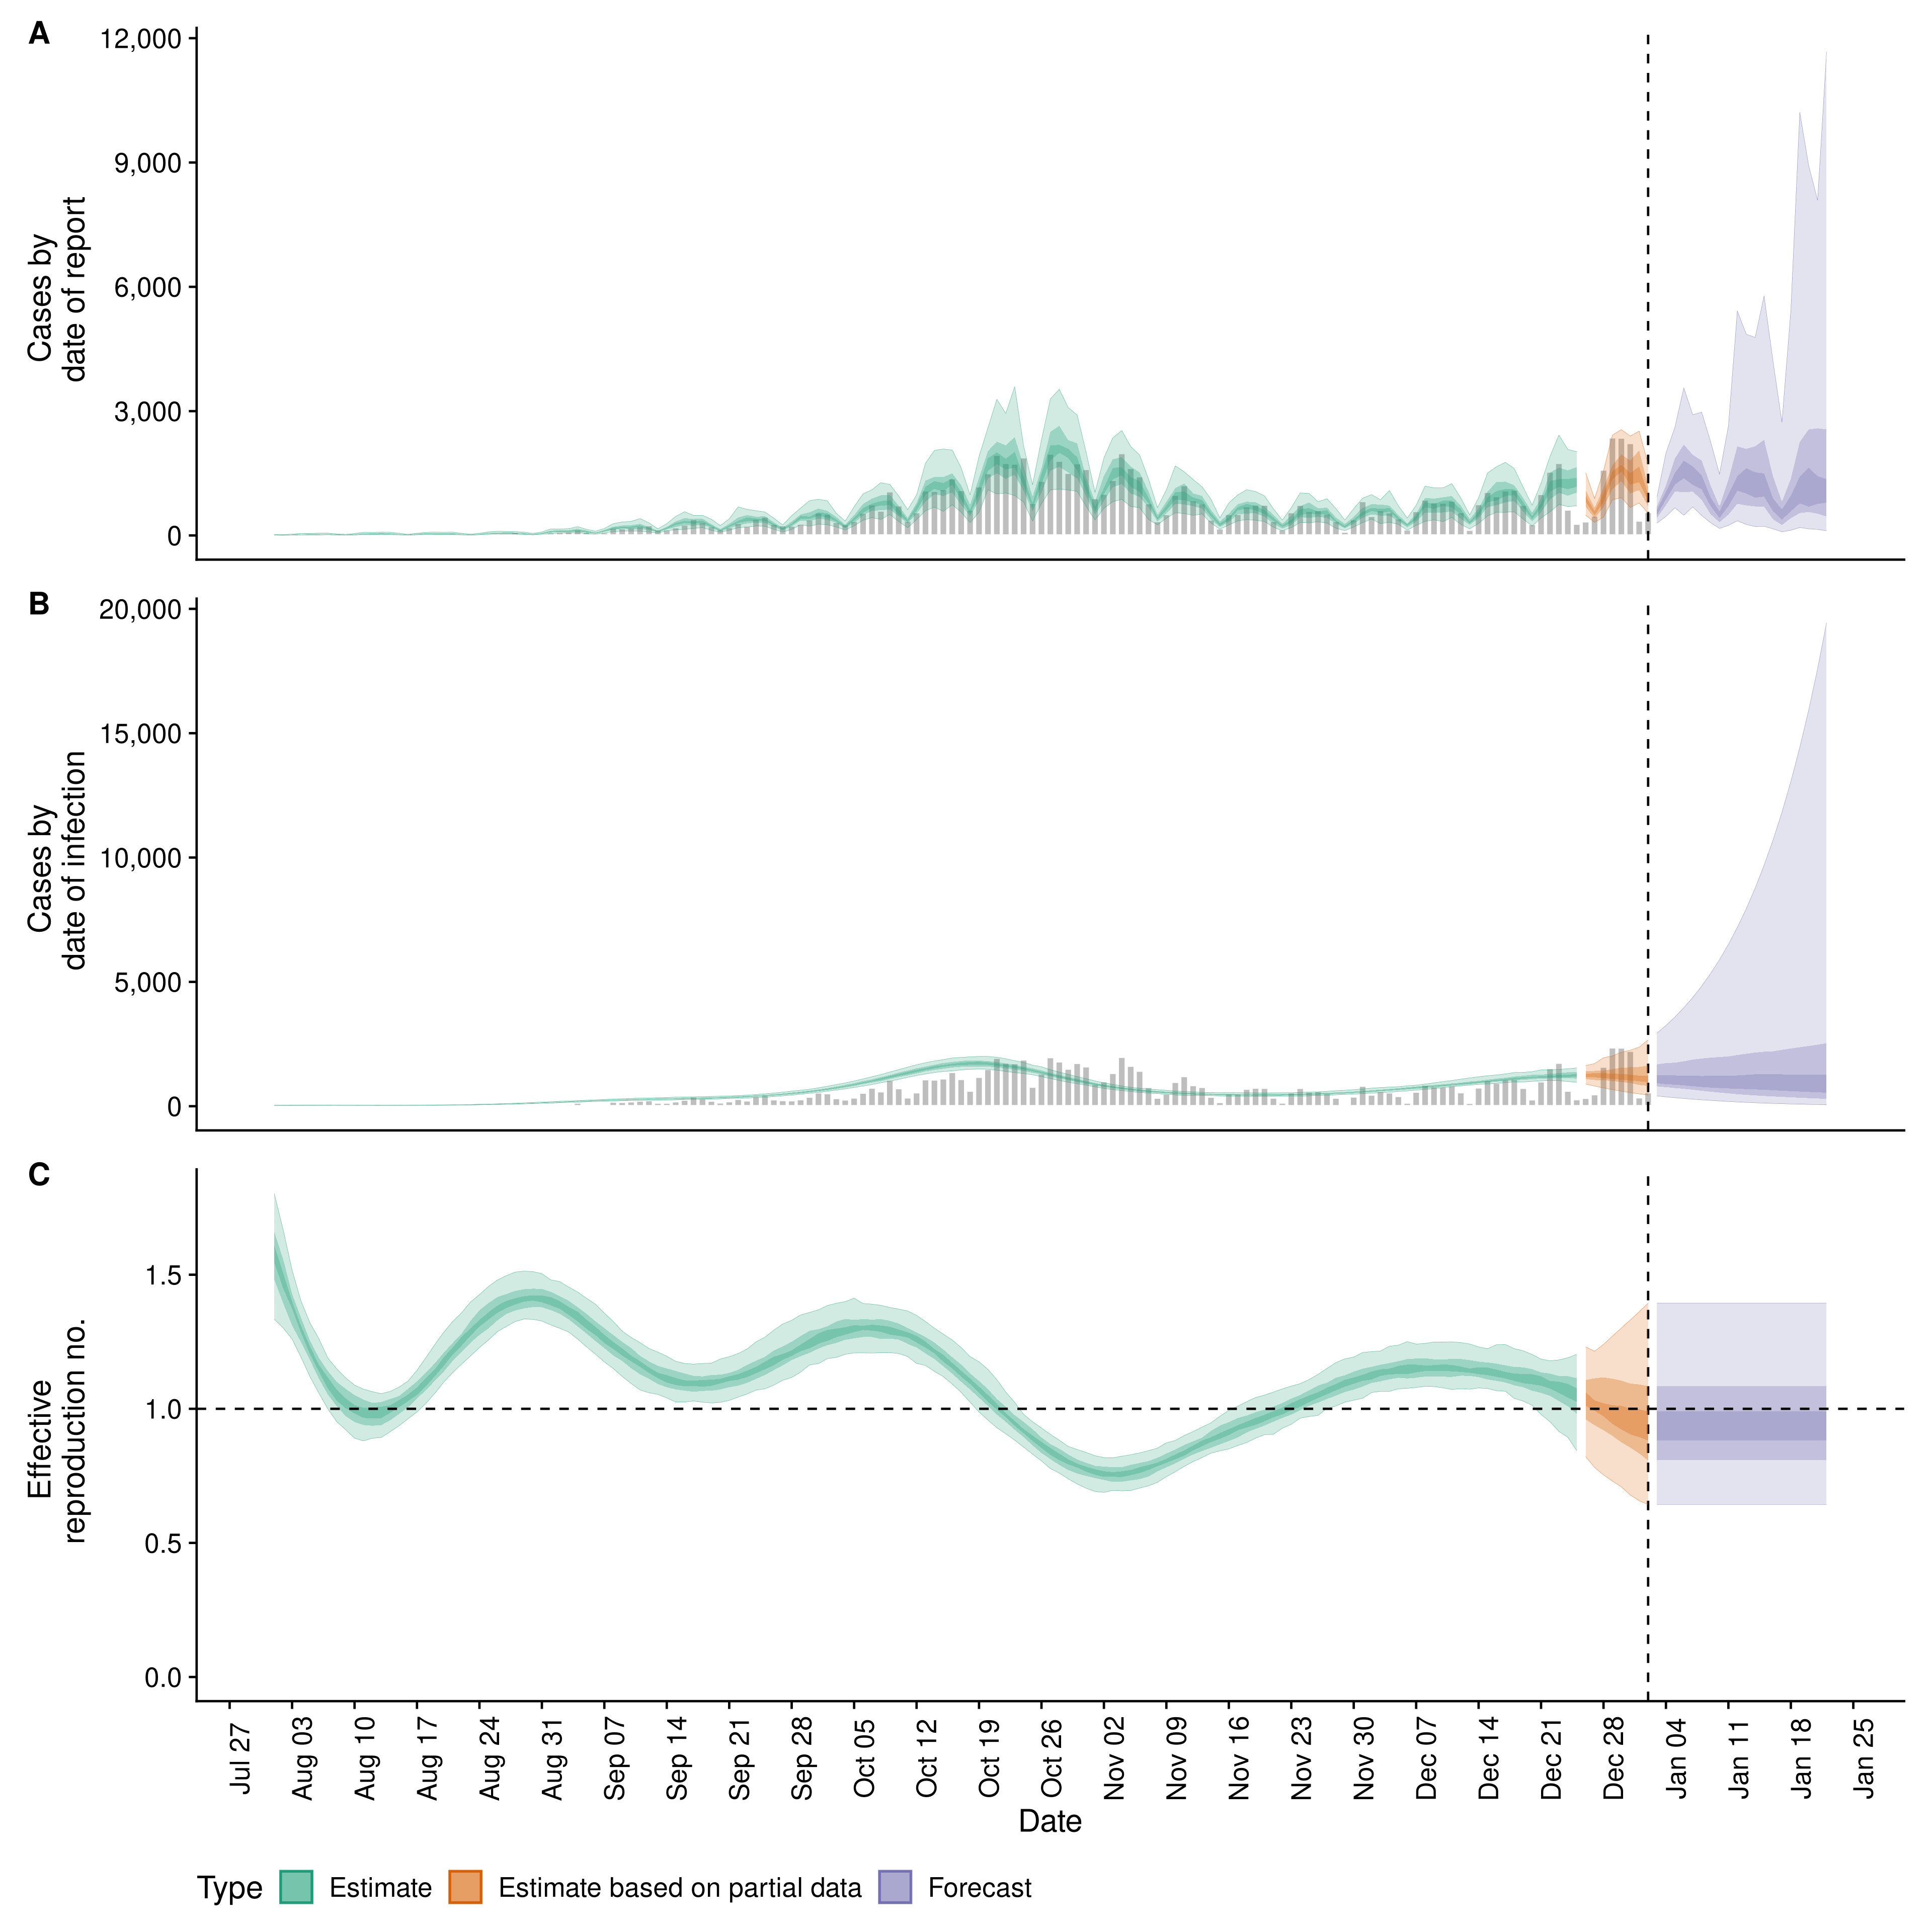 A
12,000
9,000
6,000
3,000
0
Cases by
date of report
B
20,000
15,000
10,000
5,000
0
Cases by
date of infection
C
1.5
1.0
0.5
0.0
Effective
reproduction no.
Jul 27
Aug 03
Aug 10
Aug 17
Aug 24
Aug 31
Sep 07
Sep 14
Sep 21
Sep 28
Oct 05
Oct 12
Oct 19
Oct 26
Nov 02
Nov 09
Nov 16
Nov 23
Nov 30
Dec 07
Dec 14
Dec 21
Dec 28
Jan 04
Jan 11
Jan 18
Jan 25
Date
Type Estimate Estimate based on partial data Forecast